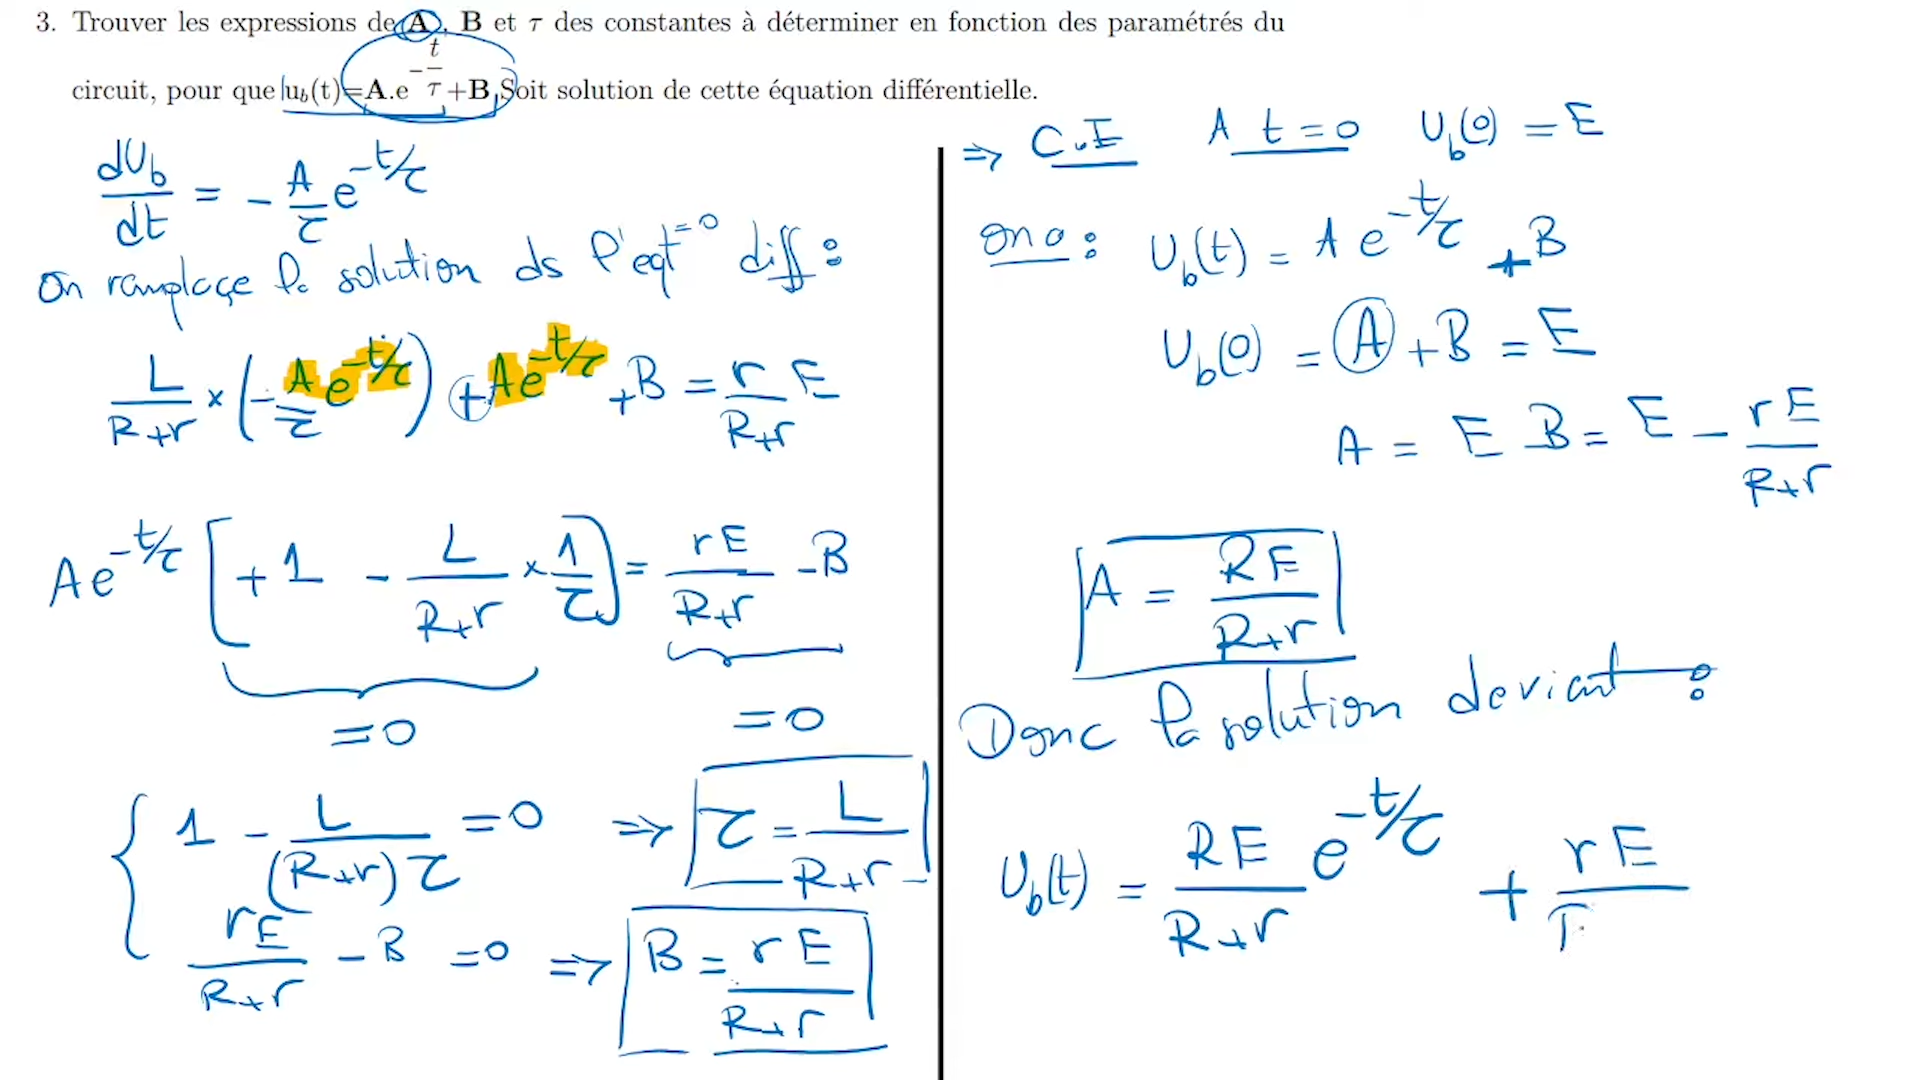 3. Trouver les expressions de A, B et τ des constantes à déterminer en fonction des paramétrés du
circuit, pour que u_b(t)=A.e^{-t/τ}+B Soit solution de cette équation différentielle.
dU_b/dt = - A/τ e^{-t/τ}
On ramplaçe la solution ds l'eqt=0 diff :
L/(R+r) × (- A/τ e^{-t/τ}) + Ae^{-t/τ} + B = r/(R+r) E
Ae^{-t/τ} [ + 1 - L/(R+r) × 1/τ ] = rE/(R+r) - B
=0 =0
{ 1 - L/((R+r)τ) = 0 ⇒ τ = L/(R+r)
rE/(R+r) - B = 0 ⇒ B = rE/(R+r)
⇒ C.I A t=0 U_b(0) = E
on a : U_b(t) = A e^{-t/τ} + B
U_b(0) = A + B = E
A = E B = E - rE/(R+r)
A = RE/(R+r)
Donc la solution devient :
U_b(t) = RE/(R+r) e^{-t/τ} + rE/